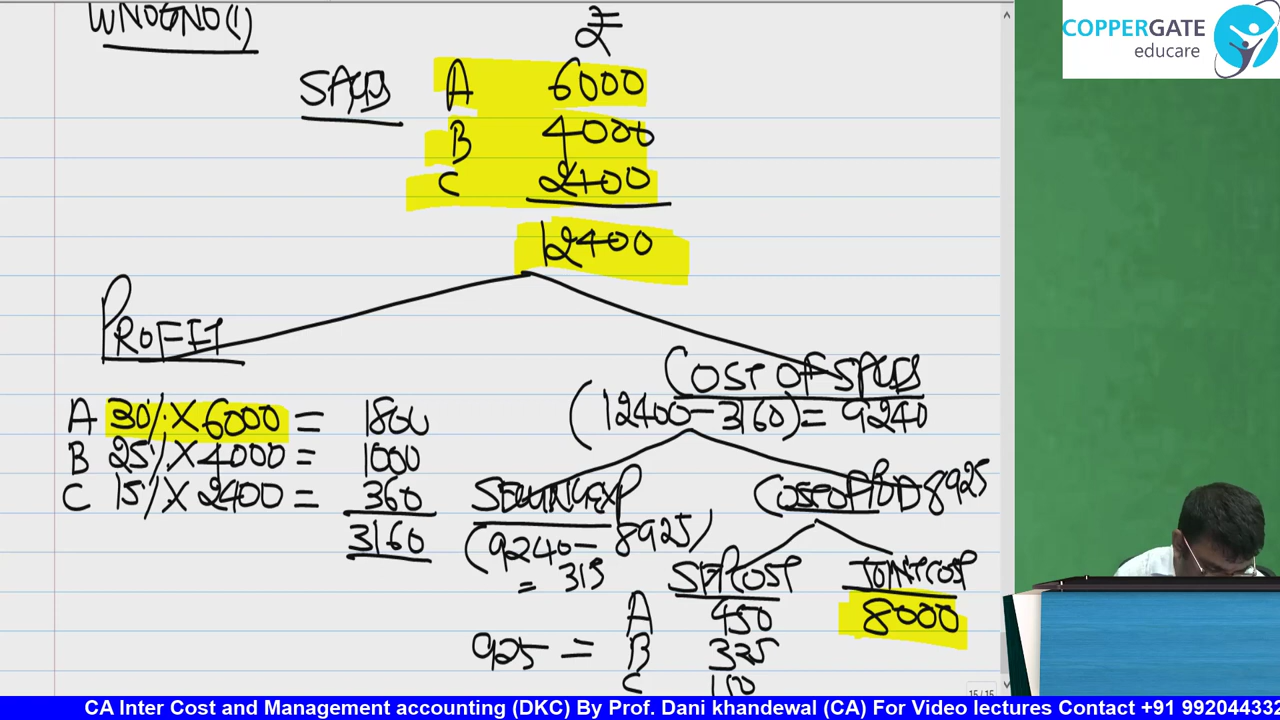 COPPERGATE
educare
WNOGNO(1)
₹
SALES A 6000
B 4000
C 2400
12400
PROFIT
COST OF SALES
(12400-3160)= 9240
A 30% X 6000 = 1800
B 25% X 4000 = 1000
C 15% X 2400 = 360
3160
SELLING EXP
(9240- 8925)
= 315
COST OF PROD 8925
SEP COST
JOINT COST
8000
A 450
925 = B 325
C 150
15 / 15
CA Inter Cost and Management accounting (DKC) By Prof. Dani khandewal (CA) For Video lectures Contact +91 992044332